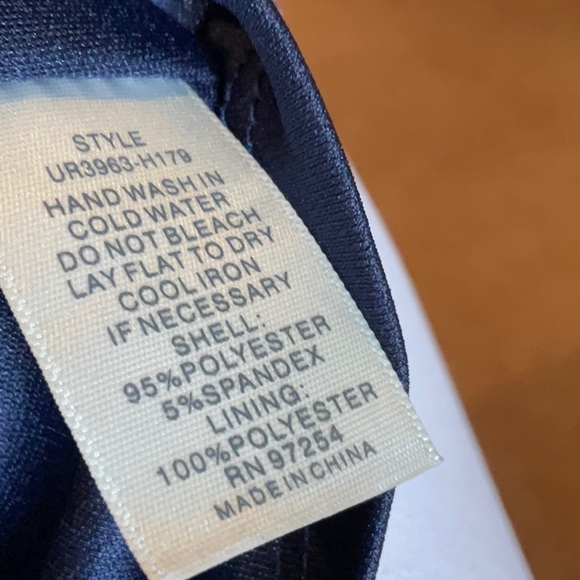 STYLE
UR3963-H179
HAND WASH IN
COLD WATER
DO NOT BLEACH
LAY FLAT TO DRY
COOL IRON
IF NECESSARY
SHELL:
95%POLYESTER
5%SPANDEX
LINING:
100%POLYESTER
RN 97254
MADE IN CHINA